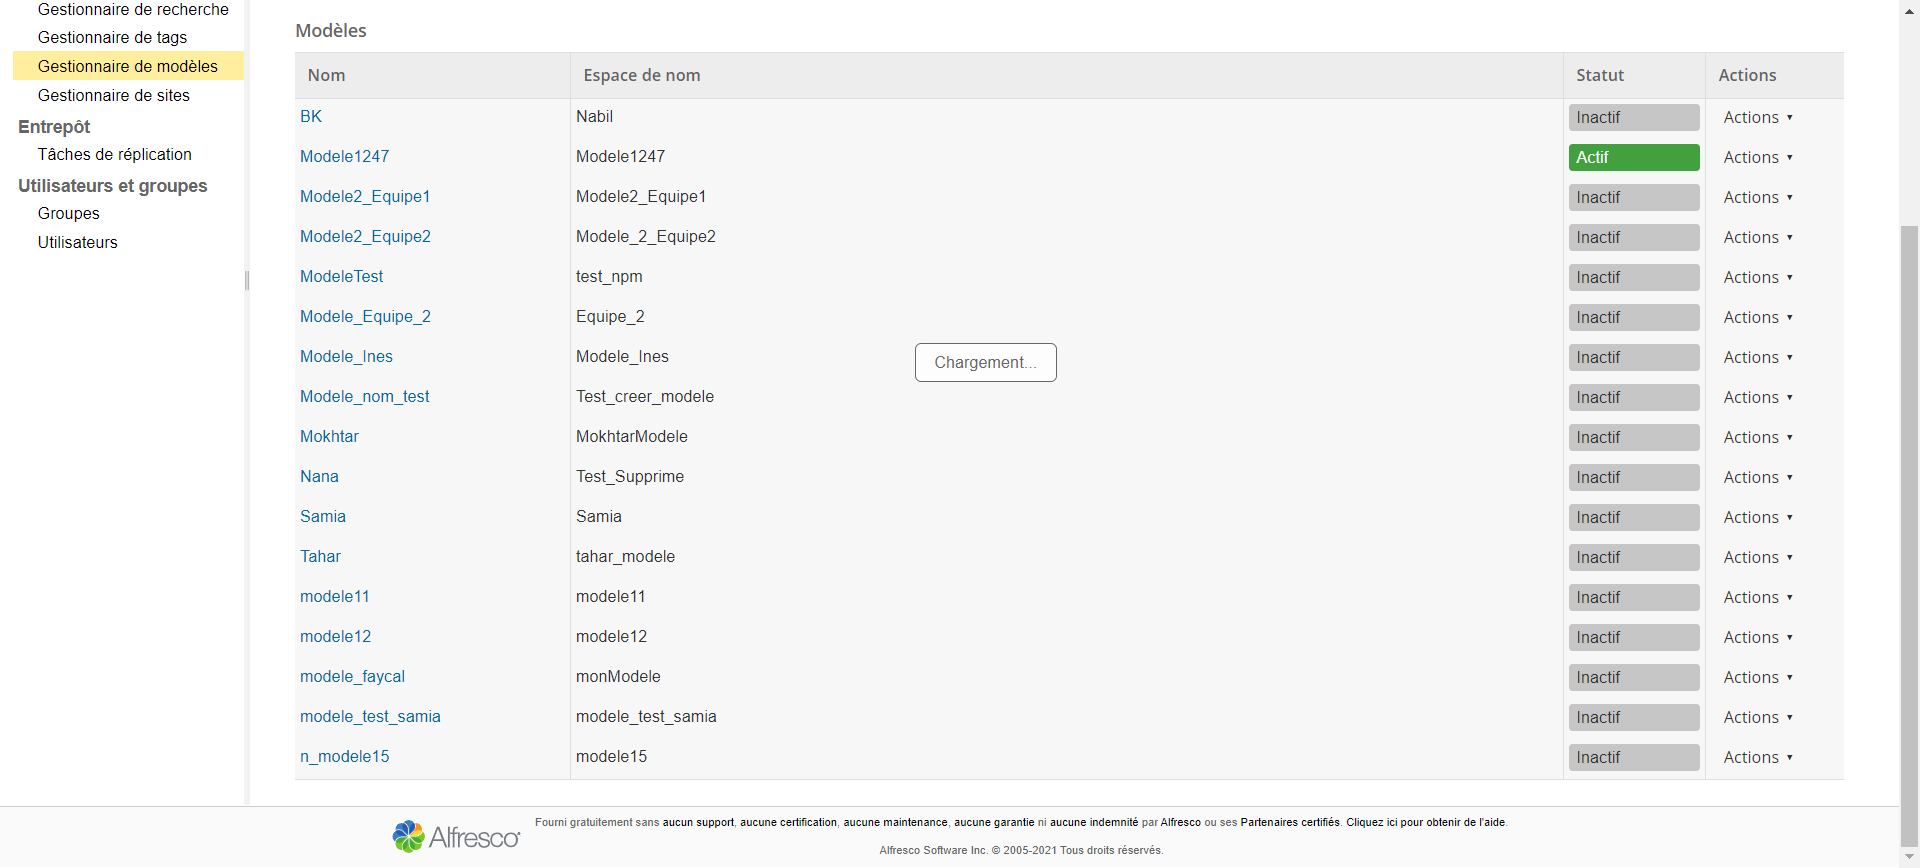 Gestionnaire de recherche
Gestionnaire de tags
Gestionnaire de modèles
Gestionnaire de sites
Entrepôt
Tâches de réplication
Utilisateurs et groupes
Groupes
Utilisateurs
Modèles
Nom Espace de nom Statut Actions
BK Nabil Inactif Actions
Modele1247 Modele1247 Actif Actions
Modele2_Equipe1 Modele2_Equipe1 Inactif Actions
Modele2_Equipe2 Modele_2_Equipe2 Inactif Actions
ModeleTest test_npm Inactif Actions
Modele_Equipe_2 Equipe_2 Inactif Actions
Modele_Ines Modele_Ines Inactif Actions
Chargement...
Modele_nom_test Test_creer_modele Inactif Actions
Mokhtar MokhtarModele Inactif Actions
Nana Test_Supprime Inactif Actions
Samia Samia Inactif Actions
Tahar tahar_modele Inactif Actions
modele11 modele11 Inactif Actions
modele12 modele12 Inactif Actions
modele_faycal monModele Inactif Actions
modele_test_samia modele_test_samia Inactif Actions
n_modele15 modele15 Inactif Actions
Alfresco
Fourni gratuitement sans aucun support, aucune certification, aucune maintenance, aucune garantie ni aucune indemnité par Alfresco ou ses Partenaires certifiés. Cliquez ici pour obtenir de l'aide.
Alfresco Software Inc. © 2005-2021 Tous droits réservés.